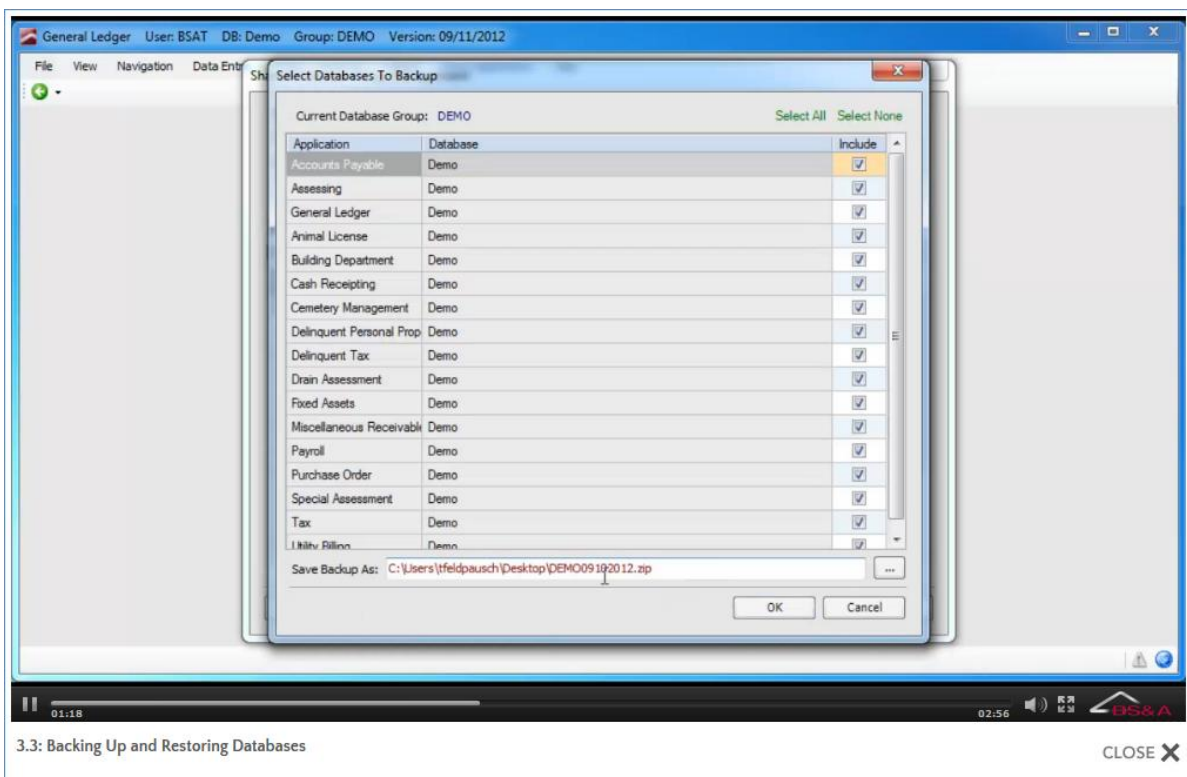 General Ledger User: BSAT DB: Demo Group: DEMO Version: 09/11/2012
File View Navigation Data Entr
Select Databases To Backup
Current Database Group: DEMO Select All Select None
Application Database Include
Accounts Payable Demo
Assessing Demo
General Ledger Demo
Animal License Demo
Building Department Demo
Cash Receipting Demo
Cemetery Management Demo
Delinquent Personal Prop Demo
Delinquent Tax Demo
Drain Assessment Demo
Fixed Assets Demo
Miscellaneous Receivabl Demo
Payroll Demo
Purchase Order Demo
Special Assessment Demo
Tax Demo
Utility Billing Demo
Save Backup As: C:\Users\tfeldpausch\Desktop\DEMO09192012.zip ...
OK Cancel
01:18 02:56 BS&A
3.3: Backing Up and Restoring Databases CLOSE